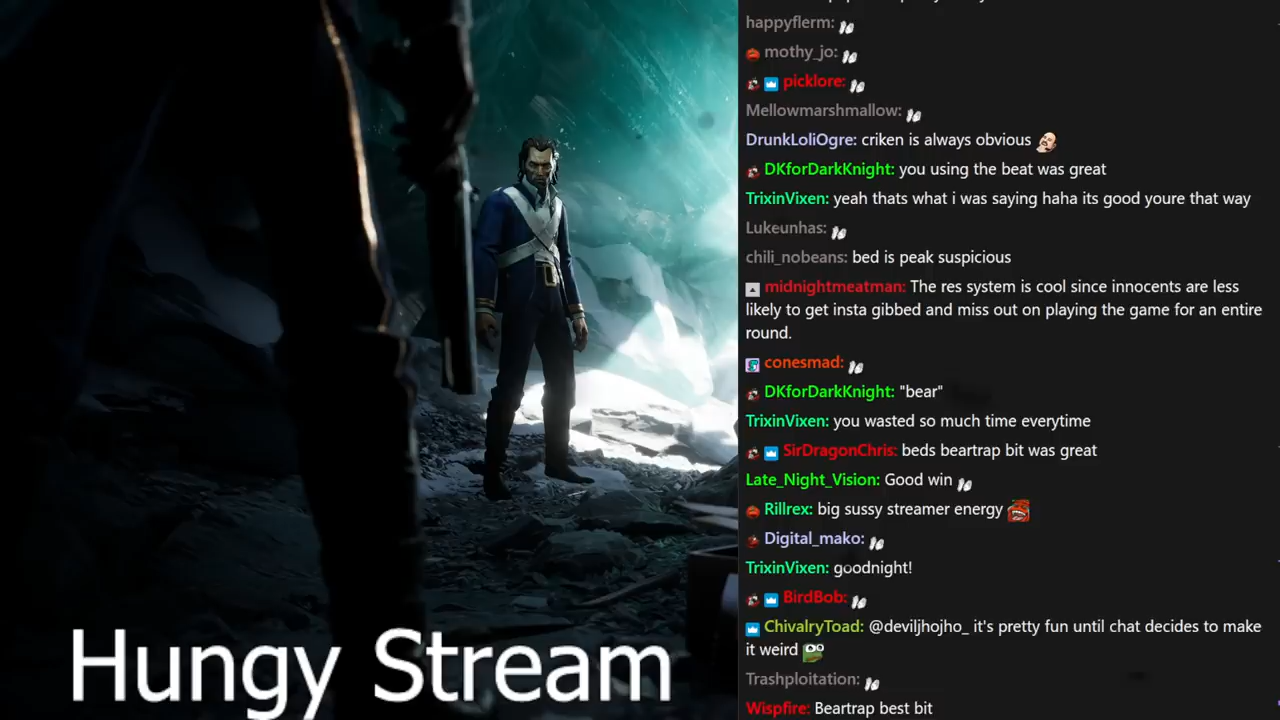 happyflerm:
mothy_jo:
picklore:
Mellowmarshmallow:
DrunkLoliOgre: criken is always obvious
DKforDarkKnight: you using the beat was great
TrixinVixen: yeah thats what i was saying haha its good youre that way
Lukeunhas:
chili_nobeans: bed is peak suspicious
midnightmeatman: The res system is cool since innocents are less
likely to get insta gibbed and miss out on playing the game for an entire
round.
conesmad:
DKforDarkKnight: "bear"
TrixinVixen: you wasted so much time everytime
SirDragonChris: beds beartrap bit was great
Late_Night_Vision: Good win
Rillrex: big sussy streamer energy
Digital_mako:
TrixinVixen: goodnight!
BirdBob:
ChivalryToad: @deviljhojho_ it's pretty fun until chat decides to make
it weird
Trashploitation:
Wispfire: Beartrap best bit
Hungy Stream